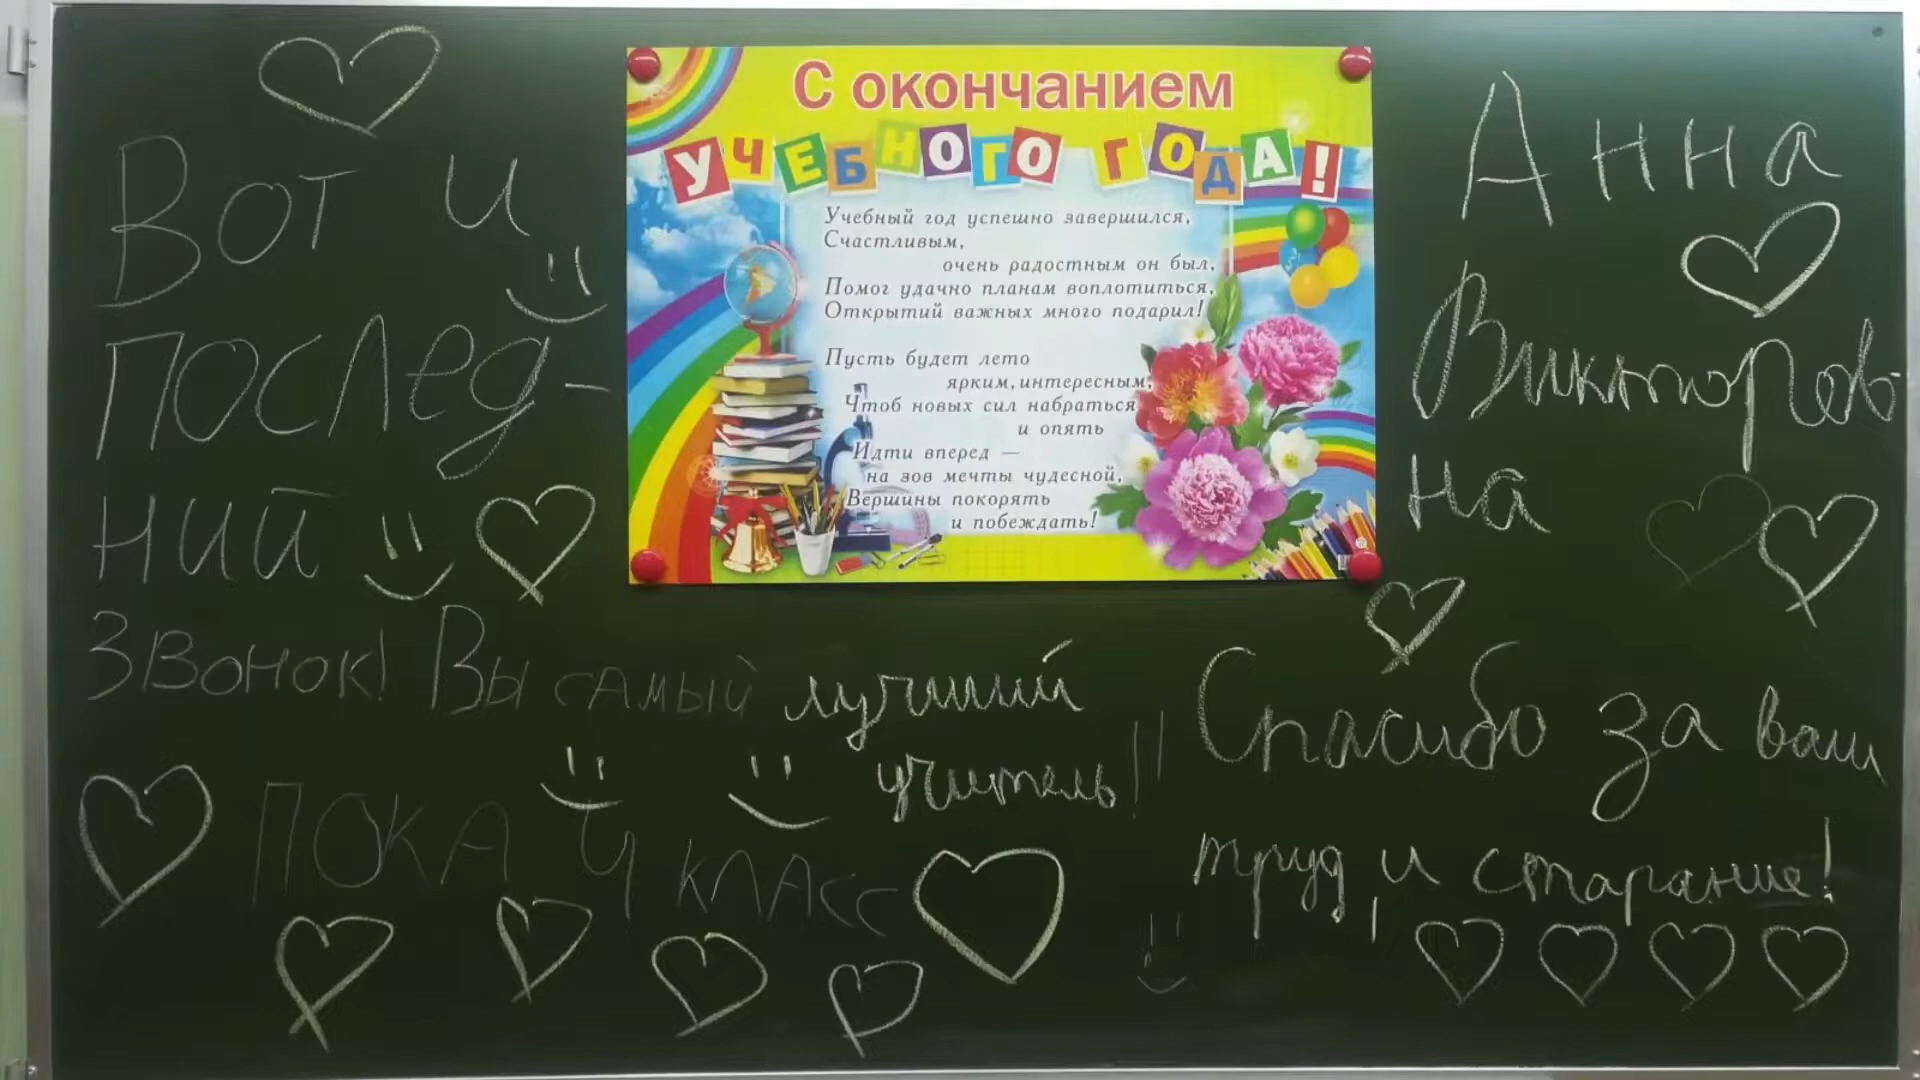 Вот и
послед-
ний
звонок! Вы самый лучший
учитель!!
Пока 4 класс
С окончанием
учебного года!
Учебный год успешно завершился,
Счастливым,
очень радостным он был,
Помог удачно планам воплотиться,
Открытий важных много подарил!
Пусть будет лето
ярким, интересным,
Чтоб новых сил набраться
и опять
Идти вперед —
на зов мечты чудесной,
Вершины покорять
и побеждать!
Анна
Викторов-
на
Спасибо за ваш
труд, и старание!